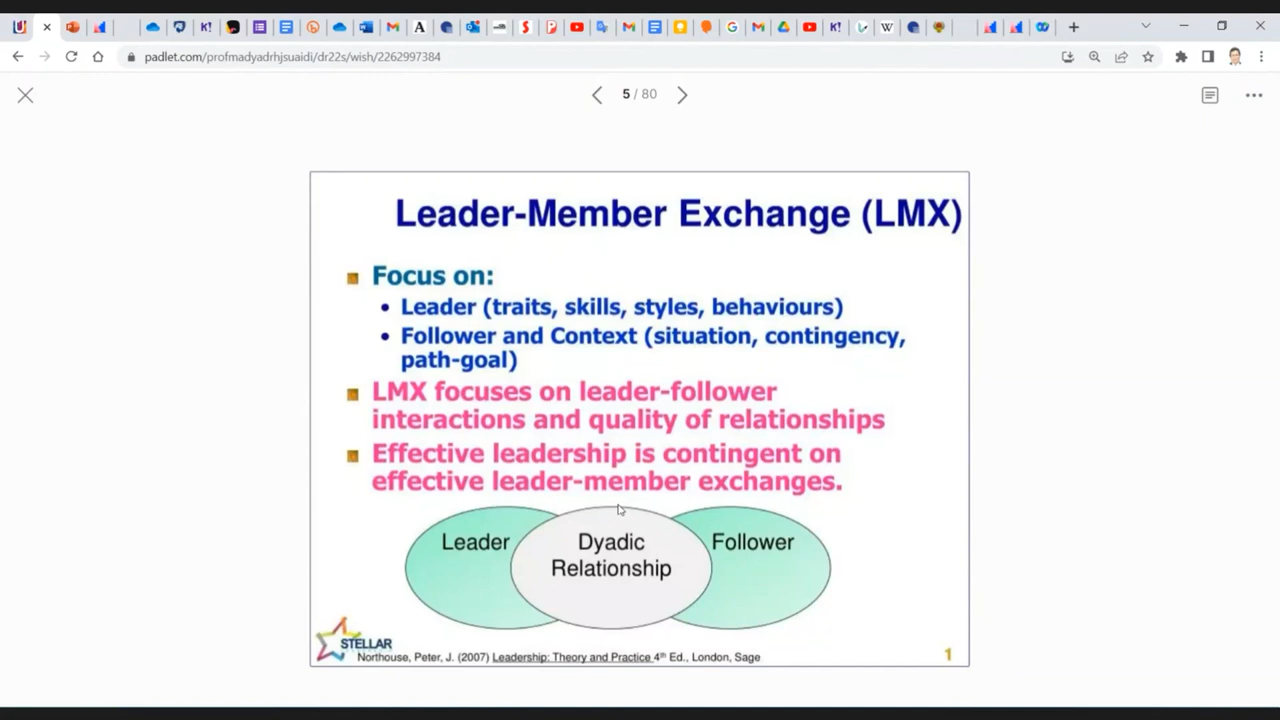 padlet.com/profmadyadrhjsuaidi/dr22s/wish/2262997384
5 / 80
Leader-Member Exchange (LMX)
Focus on:
• Leader (traits, skills, styles, behaviours)
• Follower and Context (situation, contingency,
path-goal)
LMX focuses on leader-follower
interactions and quality of relationships
Effective leadership is contingent on
effective leader-member exchanges.
Leader
Dyadic
Relationship
Follower
STELLAR
Northouse, Peter, J. (2007) Leadership: Theory and Practice 4th Ed., London, Sage
1